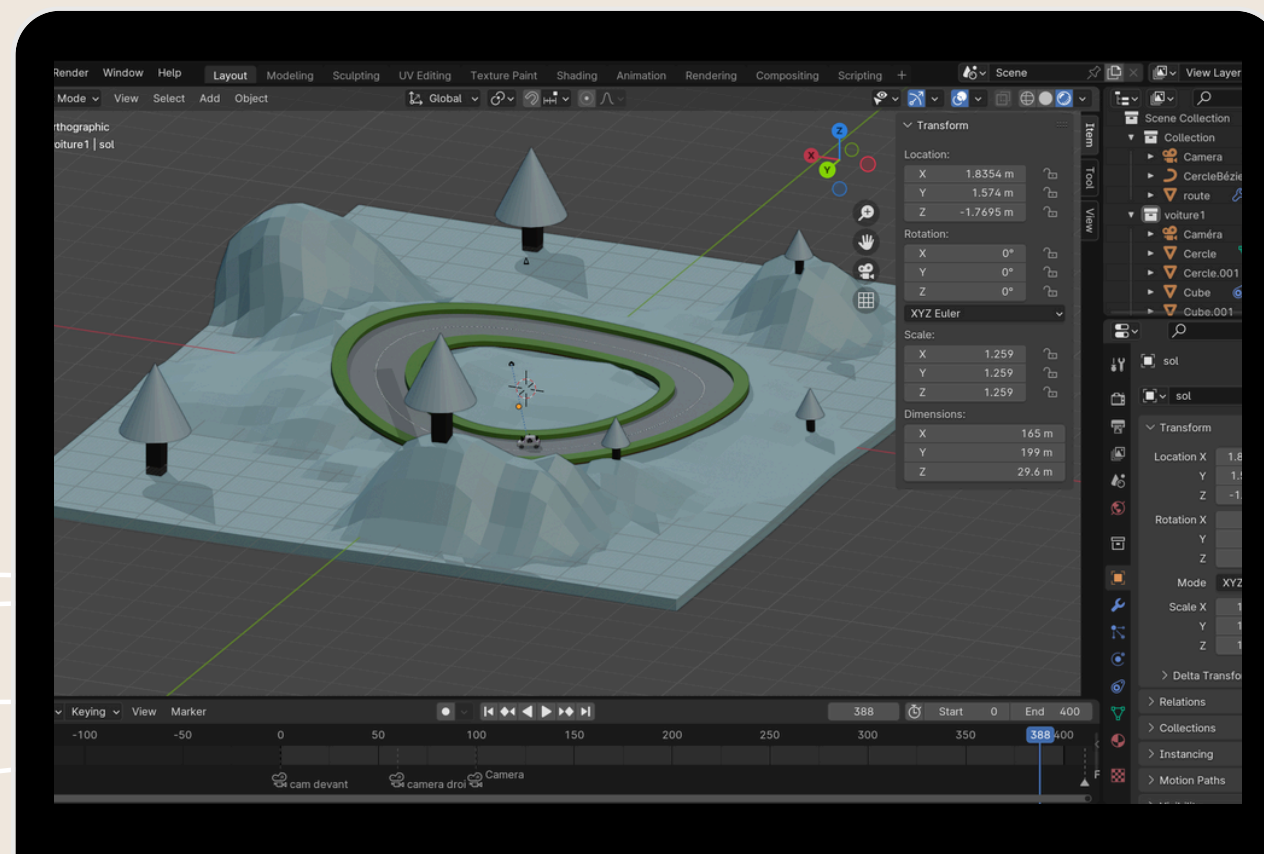 Render Window Help Layout Modeling Sculpting UV Editing Texture Paint Shading Animation Rendering Compositing Scripting + Scene View Layer
Mode View Select Add Object Global
rthographic
oiture1 | sol
Z
X
Y
Transform
Location:
X 1.8354 m
Y 1.574 m
Z -1.7695 m
Rotation:
X 0°
Y 0°
Z 0°
XYZ Euler
Scale:
X 1.259
Y 1.259
Z 1.259
Dimensions:
X 165 m
Y 199 m
Z 29.6 m
Item
Tool
View
Scene Collection
Collection
Camera
CercleBézie
route
voiture1
Caméra
Cercle
Cercle.001
Cube
Cube.001
sol
sol
Transform
Location X 1.8
Y 1.
Z -1.
Rotation X
Y
Z
Mode XYZ
Scale X 1
Y 1
Z 1
Delta Transfo
Relations
Collections
Instancing
Motion Paths
Keying View Marker 388 Start 0 End 400
-100 -50 0 50 100 150 200 250 300 350 388 400
cam devant camera droi Camera F